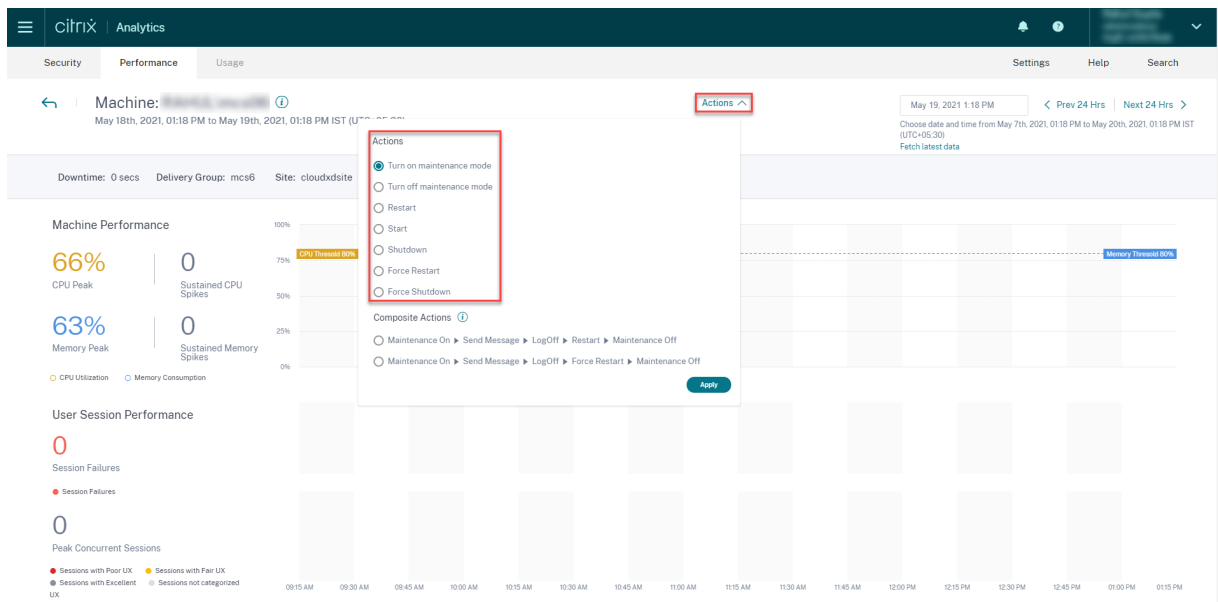 citrix Analytics
Security Performance Usage Settings Help Search
Machine:
Actions
May 18th, 2021, 01:18 PM to May 19th, 2021, 01:18 PM IST
May 19, 2021 1:18 PM
Prev 24 Hrs Next 24 Hrs
Choose date and time from May 7th, 2021, 01:18 PM to May 20th, 2021, 01:18 PM IST
(UTC+05:30)
Fetch latest data
Downtime: 0 secs Delivery Group: mcs6 Site: cloudxdsite
Actions
Turn on maintenance mode
Turn off maintenance mode
Restart
Start
Shutdown
Force Restart
Force Shutdown
Composite Actions
Maintenance On Send Message LogOff Restart Maintenance Off
Maintenance On Send Message LogOff Force Restart Maintenance Off
Apply
Machine Performance
66%
CPU Peak
0
Sustained CPU
Spikes
63%
Memory Peak
0
Sustained Memory
Spikes
CPU Utilization Memory Consumption
100%
75%
50%
25%
0%
CPU Thresold 80%
Memory Thresold 80%
User Session Performance
0
Session Failures
Session Failures
0
Peak Concurrent Sessions
Sessions with Poor UX Sessions with Fair UX
Sessions with Excellent Sessions not categorized
UX
09:15 AM 09:30 AM 09:45 AM 10:00 AM 10:15 AM 10:30 AM 10:45 AM 11:00 AM 11:15 AM 11:30 AM 11:45 AM 12:00 PM 12:15 PM 12:30 PM 12:45 PM 01:00 PM 01:15 PM